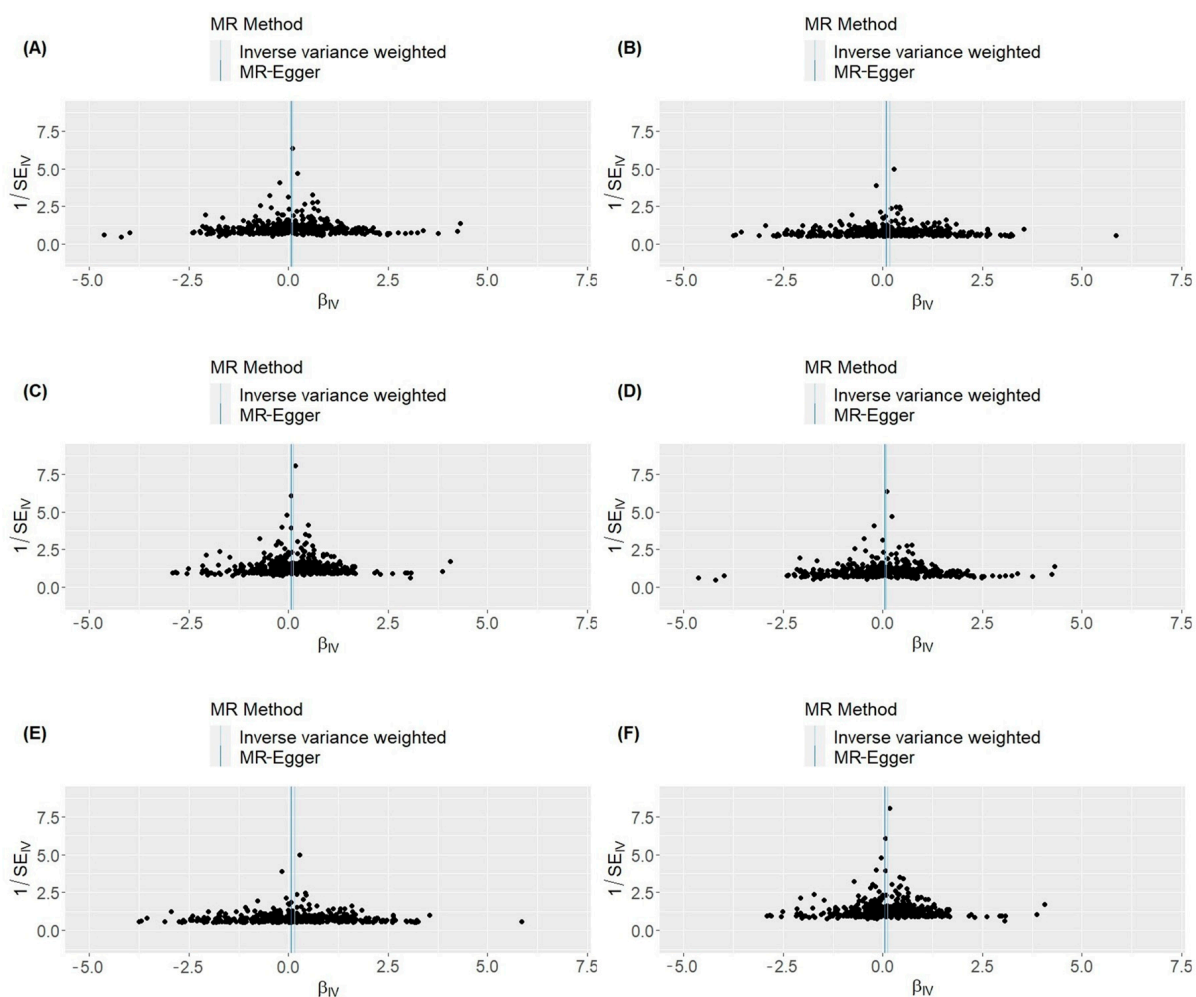 MR Method
(A)
Inverse variance weighted
MR-Egger
7.5
5.0
2.5
0.0
1/SE_IV
-5.0 -2.5 0.0 2.5 5.0 7.5
β_IV
MR Method
(B)
Inverse variance weighted
MR-Egger
7.5
5.0
2.5
0.0
1/SE_IV
-5.0 -2.5 0.0 2.5 5.0 7.5
β_IV
MR Method
(C)
Inverse variance weighted
MR-Egger
7.5
5.0
2.5
0.0
1/SE_IV
-5.0 -2.5 0.0 2.5 5.0 7.5
β_IV
MR Method
(D)
Inverse variance weighted
MR-Egger
7.5
5.0
2.5
0.0
1/SE_IV
-5.0 -2.5 0.0 2.5 5.0 7.5
β_IV
MR Method
(E)
Inverse variance weighted
MR-Egger
7.5
5.0
2.5
0.0
1/SE_IV
-5.0 -2.5 0.0 2.5 5.0 7.5
β_IV
MR Method
(F)
Inverse variance weighted
MR-Egger
7.5
5.0
2.5
0.0
1/SE_IV
-5.0 -2.5 0.0 2.5 5.0 7.5
β_IV